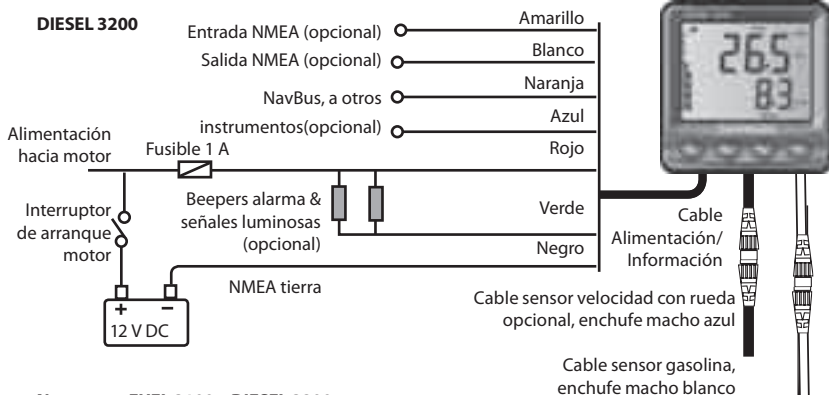 DIESEL 3200
Entrada NMEA (opcional)
Amarillo
Salida NMEA (opcional)
Blanco
NavBus, a otros
Naranja
instrumentos(opcional)
Azul
Alimentación
hacia motor
Fusible 1 A
Rojo
Interruptor
de arranque
motor
Beepers alarma &
señales luminosas
(opcional)
Verde
Negro
NMEA tierra
+ −
12 V DC
26.5
8.3
Cable
Alimentación/
Información
Cable sensor velocidad con rueda
opcional, enchufe macho azul
Cable sensor gasolina,
enchufe macho blanco